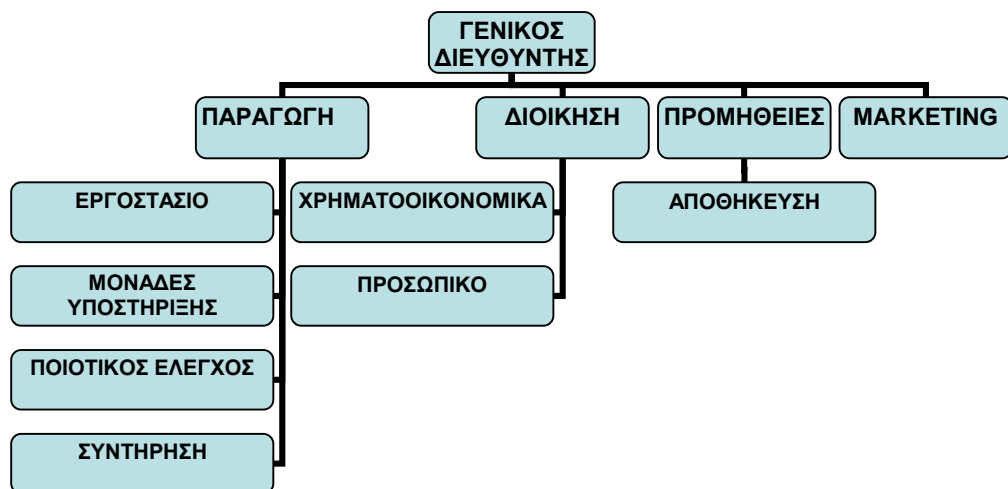 ΓΕΝΙΚΟΣ
ΔΙΕΥΘΥΝΤΗΣ
ΠΑΡΑΓΩΓΗ
ΔΙΟΙΚΗΣΗ
ΠΡΟΜΗΘΕΙΕΣ
MARKETING
ΕΡΓΟΣΤΑΣΙΟ
ΧΡΗΜΑΤΟΟΙΚΟΝΟΜΙΚΑ
ΑΠΟΘΗΚΕΥΣΗ
ΜΟΝΑΔΕΣ
ΥΠΟΣΤΗΡΙΞΗΣ
ΠΡΟΣΩΠΙΚΟ
ΠΟΙΟΤΙΚΟΣ ΕΛΕΓΧΟΣ
ΣΥΝΤΗΡΗΣΗ